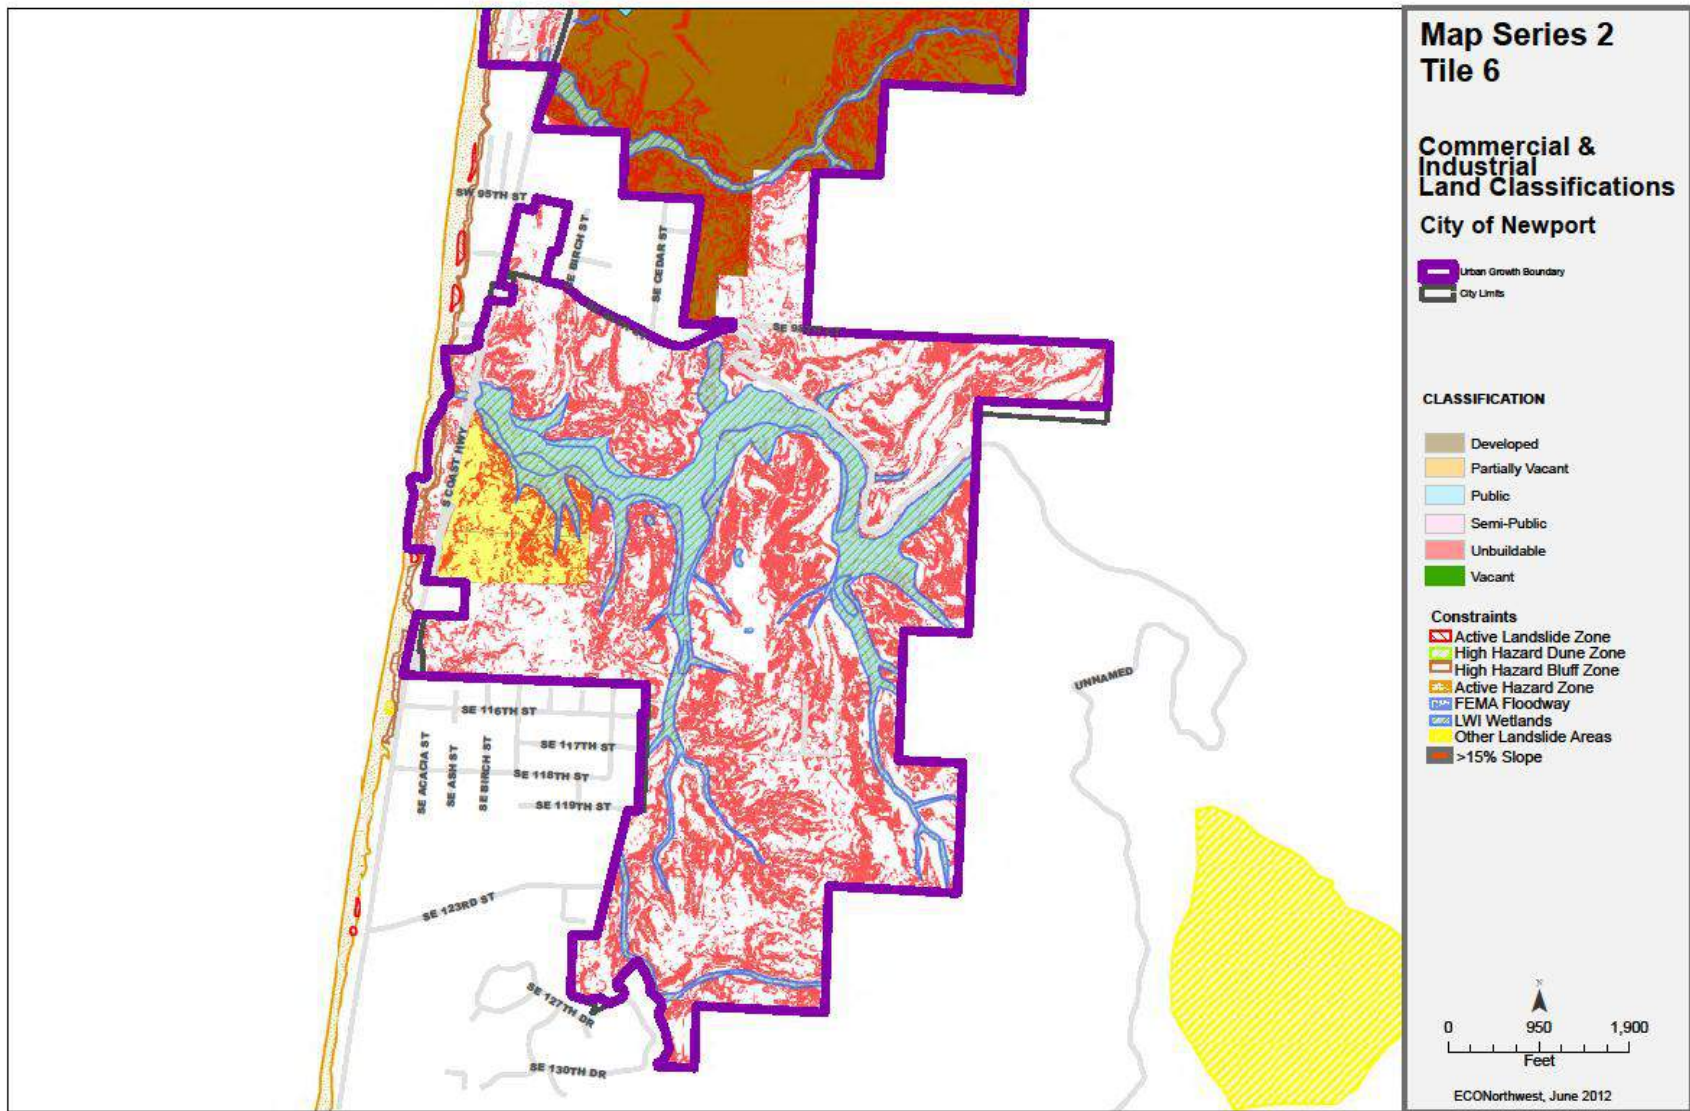 Map Series 2
Tile 6
Commercial &
Industrial
Land Classifications
City of Newport
Urban Growth Boundary
City Limits
CLASSIFICATION
Developed
Partially Vacant
Public
Semi-Public
Unbuildable
Vacant
Constraints
Active Landslide Zone
High Hazard Dune Zone
High Hazard Bluff Zone
Active Hazard Zone
FEMA Floodway
LWI Wetlands
Other Landslide Areas
>15% Slope
N
0 950 1,900
Feet
ECONorthwest, June 2012
SW 95TH ST
SE BIRCH ST
SE CEDAR ST
SE 98
S COAST HWY
UNNAMED
SE 116TH ST
SE 117TH ST
SE 118TH ST
SE 119TH ST
SE ACACIA ST
SE ASH ST
SE BIRCH ST
SE 123RD ST
SE 127TH DR
SE 130TH DR